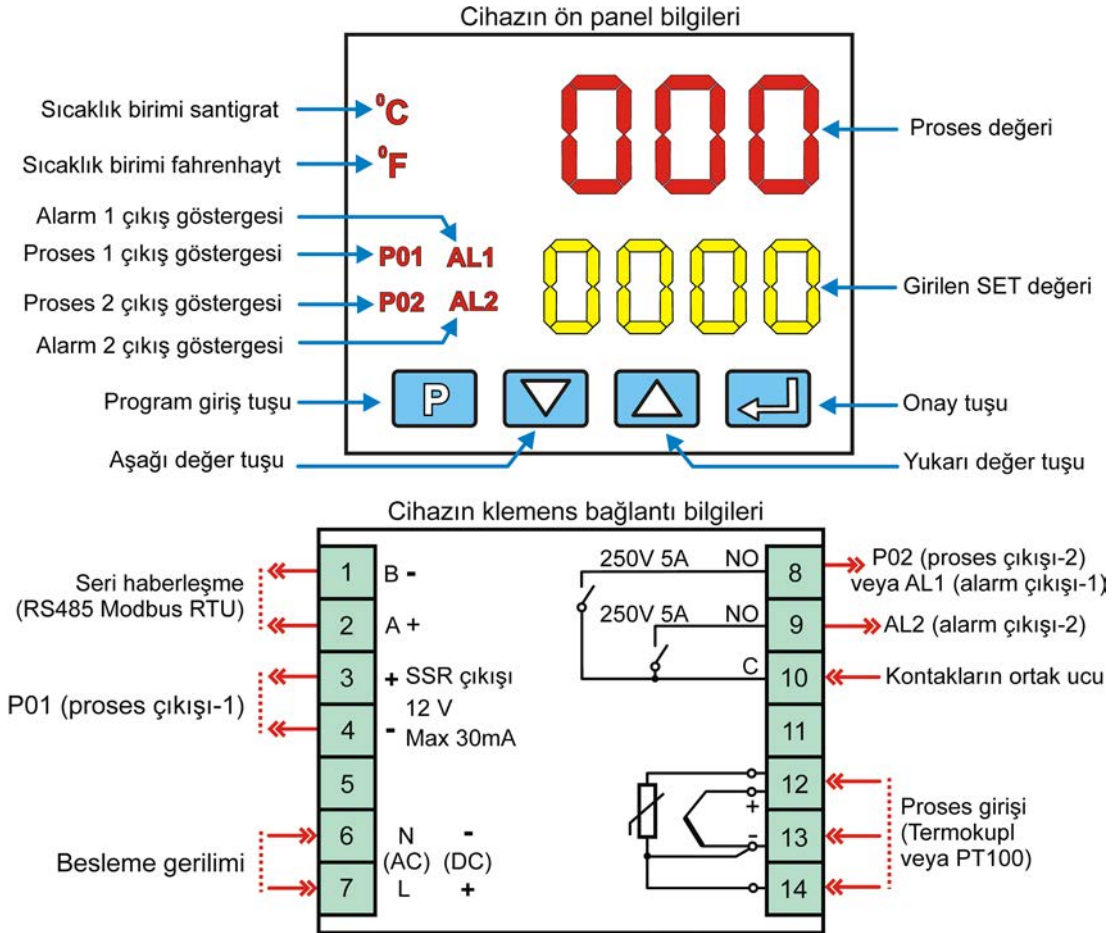 Cihazın ön panel bilgileri
Sıcaklık birimi santigrat
°C
000
Proses değeri
Sıcaklık birimi fahrenhayt
°F
Alarm 1 çıkış göstergesi
Proses 1 çıkış göstergesi
P01 AL1
0000
Girilen SET değeri
Proses 2 çıkış göstergesi
P02 AL2
Alarm 2 çıkış göstergesi
Program giriş tuşu
P
Onay tuşu
Aşağı değer tuşu
Yukarı değer tuşu
Cihazın klemens bağlantı bilgileri
Seri haberleşme
(RS485 Modbus RTU)
1 B -
2 A +
P01 (proses çıkışı-1)
3 + SSR çıkışı
12 V
4 - Max 30mA
5
Besleme gerilimi
6 N -
(AC) (DC)
7 L +
250V 5A NO 8
P02 (proses çıkışı-2)
veya AL1 (alarm çıkışı-1)
250V 5A NO 9
AL2 (alarm çıkışı-2)
C 10
Kontakların ortak ucu
11
12
+
- 13
14
Proses girişi
(Termokupl
veya PT100)